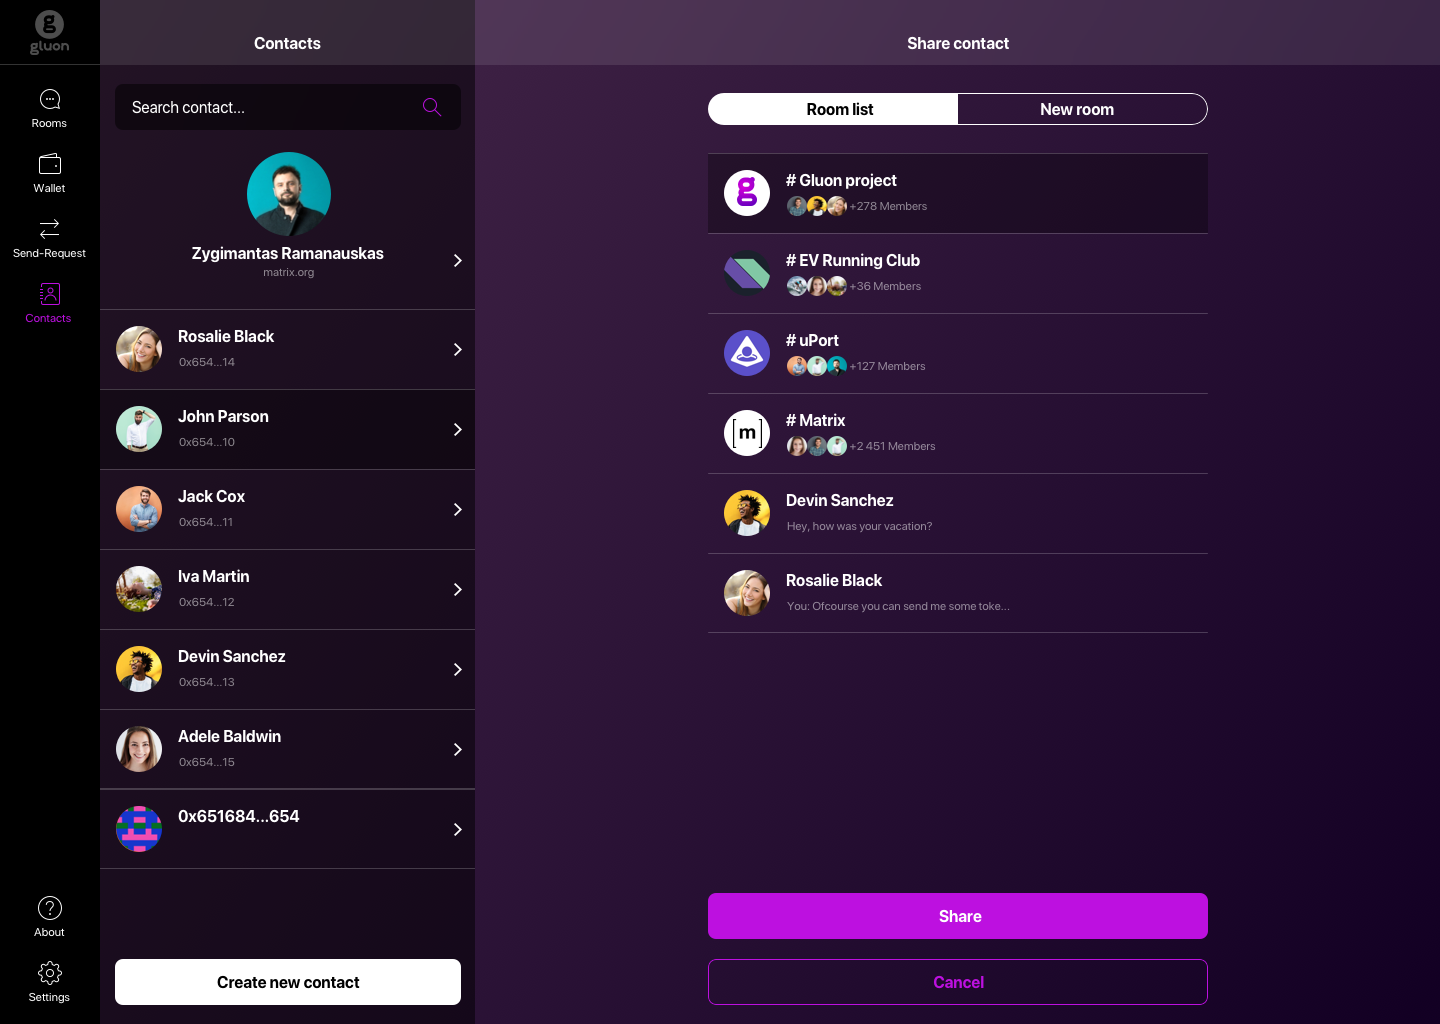 gluon
Rooms
Wallet
Send-Request
Contacts
About
Settings
Contacts
Search contact...
Zygimantas Ramanauskas
matrix.org
Rosalie Black
0x654...14
John Parson
0x654...10
Jack Cox
0x654...11
Iva Martin
0x654...12
Devin Sanchez
0x654...13
Adele Baldwin
0x654...15
0x651684...654
Create new contact
Share contact
Room list
New room
g
# Gluon project
+278 Members
# EV Running Club
+36 Members
# uPort
+127 Members
[m]
# Matrix
+2 451 Members
Devin Sanchez
Hey, how was your vacation?
Rosalie Black
You: Ofcourse you can send me some toke...
Share
Cancel